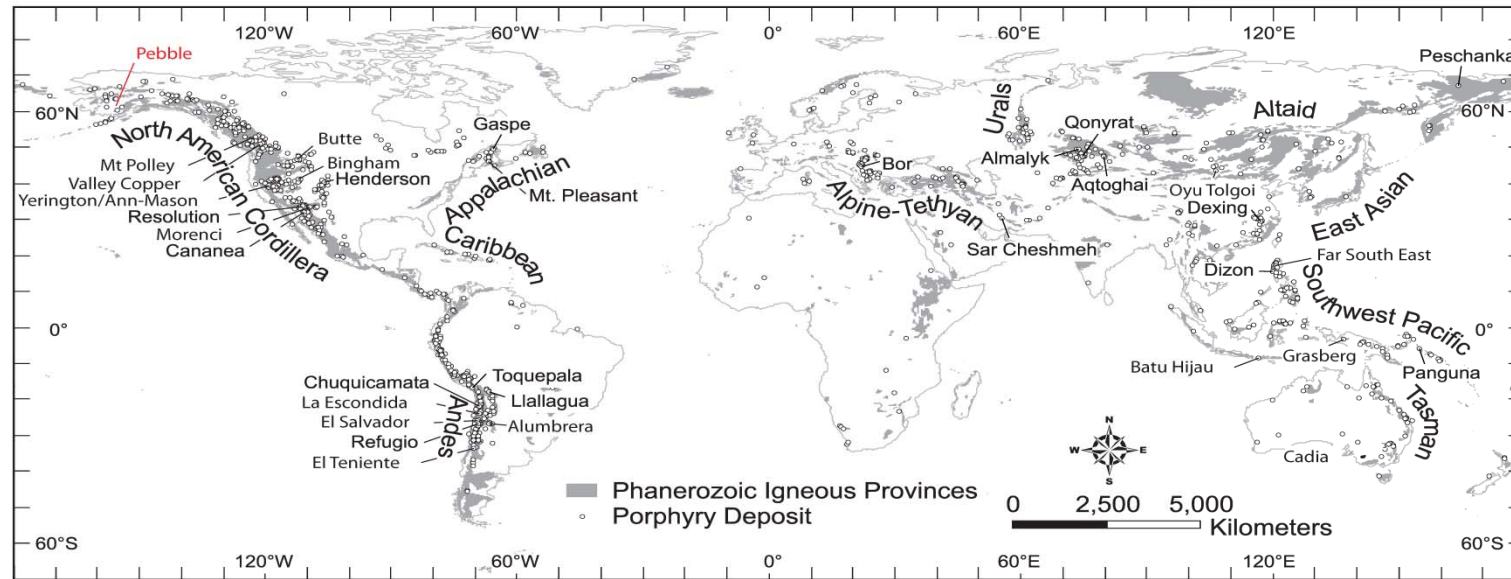 120°W 60°W 0° 60°E 120°E
Pebble
Peschanka
60°N 60°N
North American Cordillera
Mt Polley
Valley Copper
Yerington/Ann-Mason
Resolution
Morenci
Cananea
Butte
Bingham
Henderson
Gaspe
Appalachian
Mt. Pleasant
Caribbean
Urals
Bor
Alpine-Tethyan
Almalyk
Qonyrat
Aqtoghai
Sar Cheshmeh
Altaid
Oyu Tolgoi
Dexing
East Asian
Far South East
Dizon
Southwest Pacific
0° 0°
Batu Hijau
Grasberg
Panguna
Chuquicamata
La Escondida
El Salvador
Refugio
El Teniente
Andes
Toquepala
Llallagua
Alumbrera
Tasman
Cadia
N
W E
S
Phanerozoic Igneous Provinces
Porphyry Deposit
0 2,500 5,000
Kilometers
60°S 60°S
120°W 60°W 0° 60°E 120°E